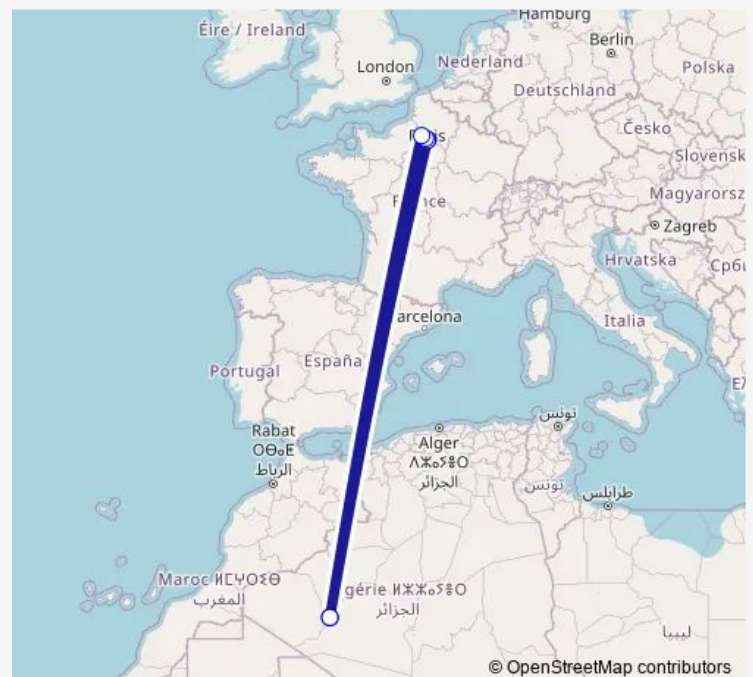 Hamburg
Éire / Ireland
Berlin
London
Nederland
Polska
Deutschland
Česko
Slovensk
France
Magyarorsz
Zagreb
Hrvatska
Срби
arcelona
Italia
España
Portugal
تونس
Rabat
ⵔⴱⴰⵟ
الرباط
Alger
ⴷⵣⴰⵢⴻⵔ
الجزائر
تونس
طرابلس
Maroc ⵍⵎⵖⵔⵉⴱ
المغرب
gérie ⵍⵣⵣⴰⵢⴻⵔ
الجزائر
ليبيا
© OpenStreetMap contributors